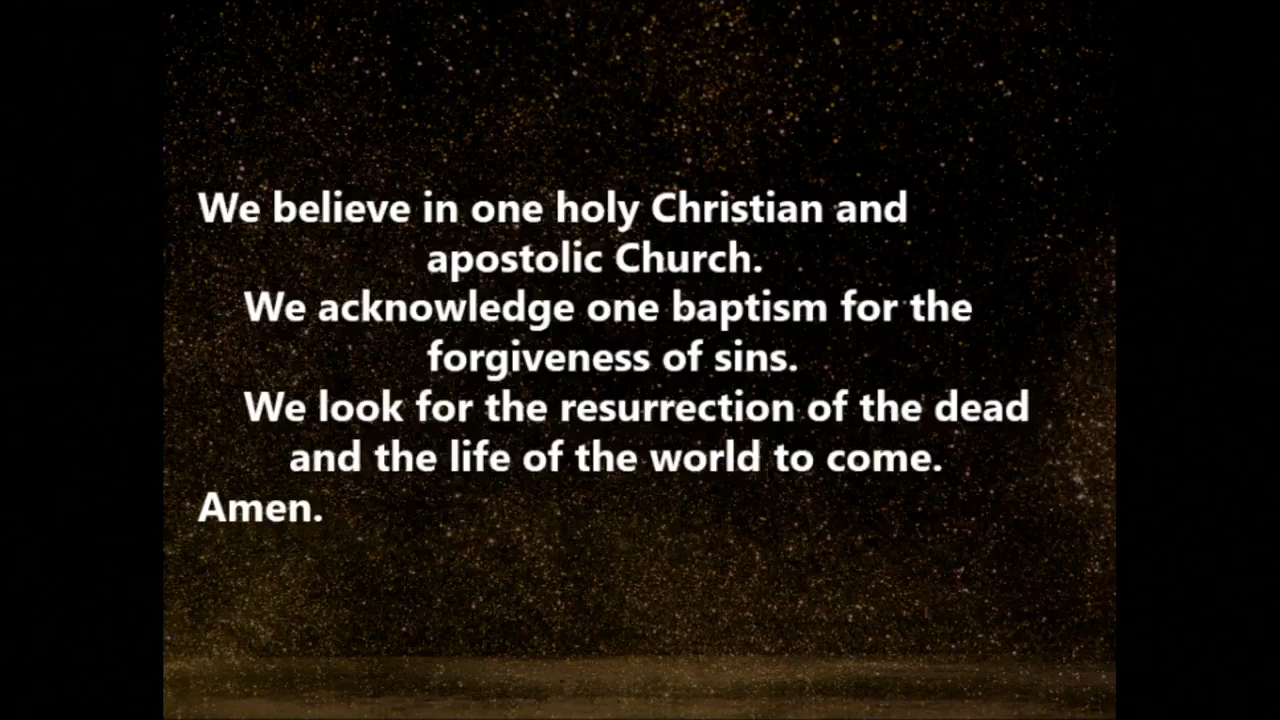 We believe in one holy Christian and
apostolic Church.
We acknowledge one baptism for the
forgiveness of sins.
We look for the resurrection of the dead
and the life of the world to come.
Amen.